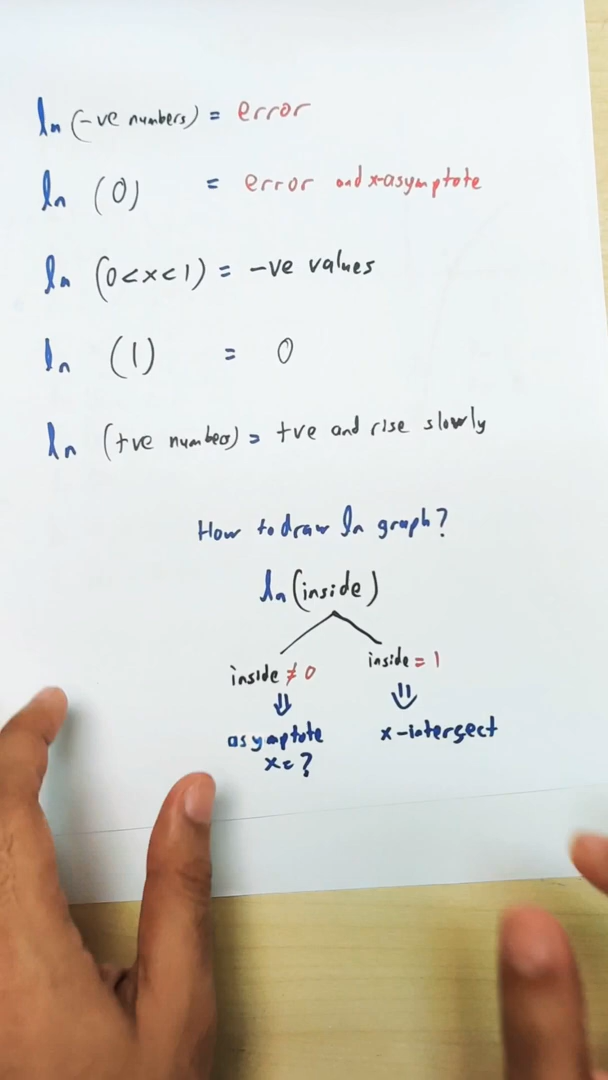 ln (-ve numbers) = error
ln (0) = error and x-asymptote
ln (0<x<1) = -ve values
ln (1) = 0
ln (+ve number) = +ve and rise slowly
How to draw ln graph?
ln (inside)
inside ≠ 0 inside = 1
⇓ ⇓
asymptote x-intersect
x=?